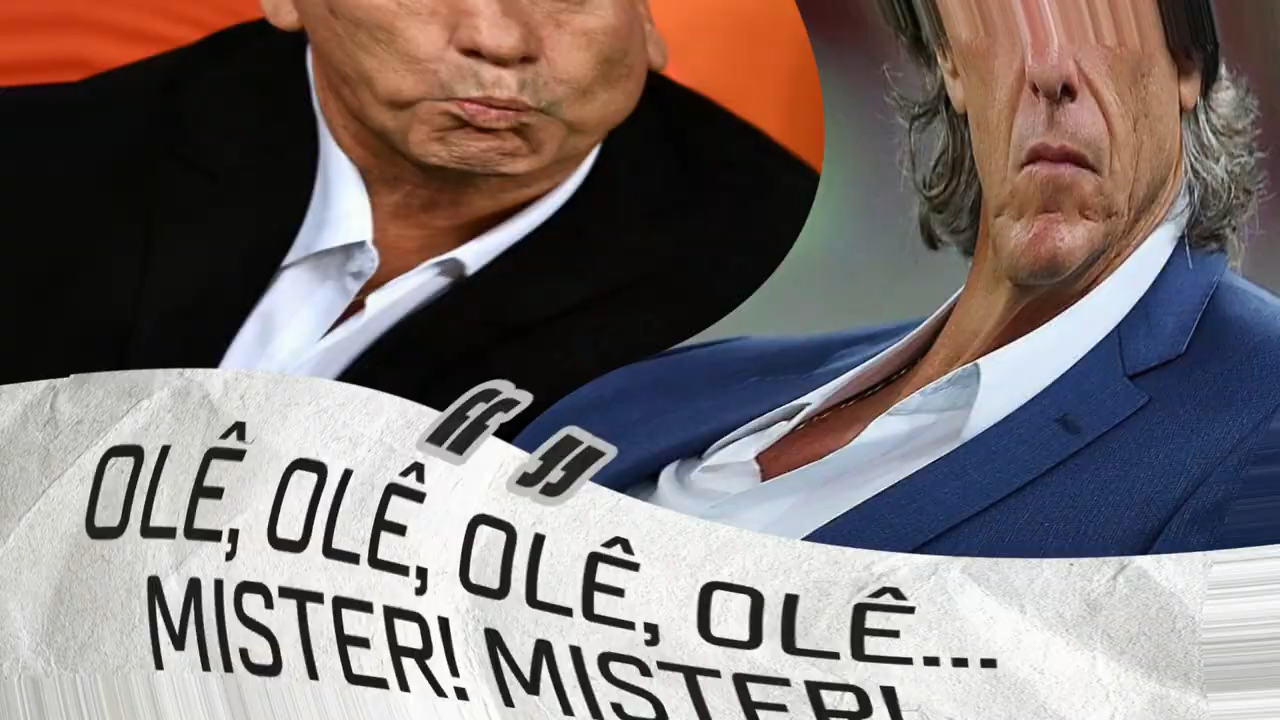 “ ”
OLÊ, OLÊ, OLÊ, OLÊ...
MISTER! MISTER!